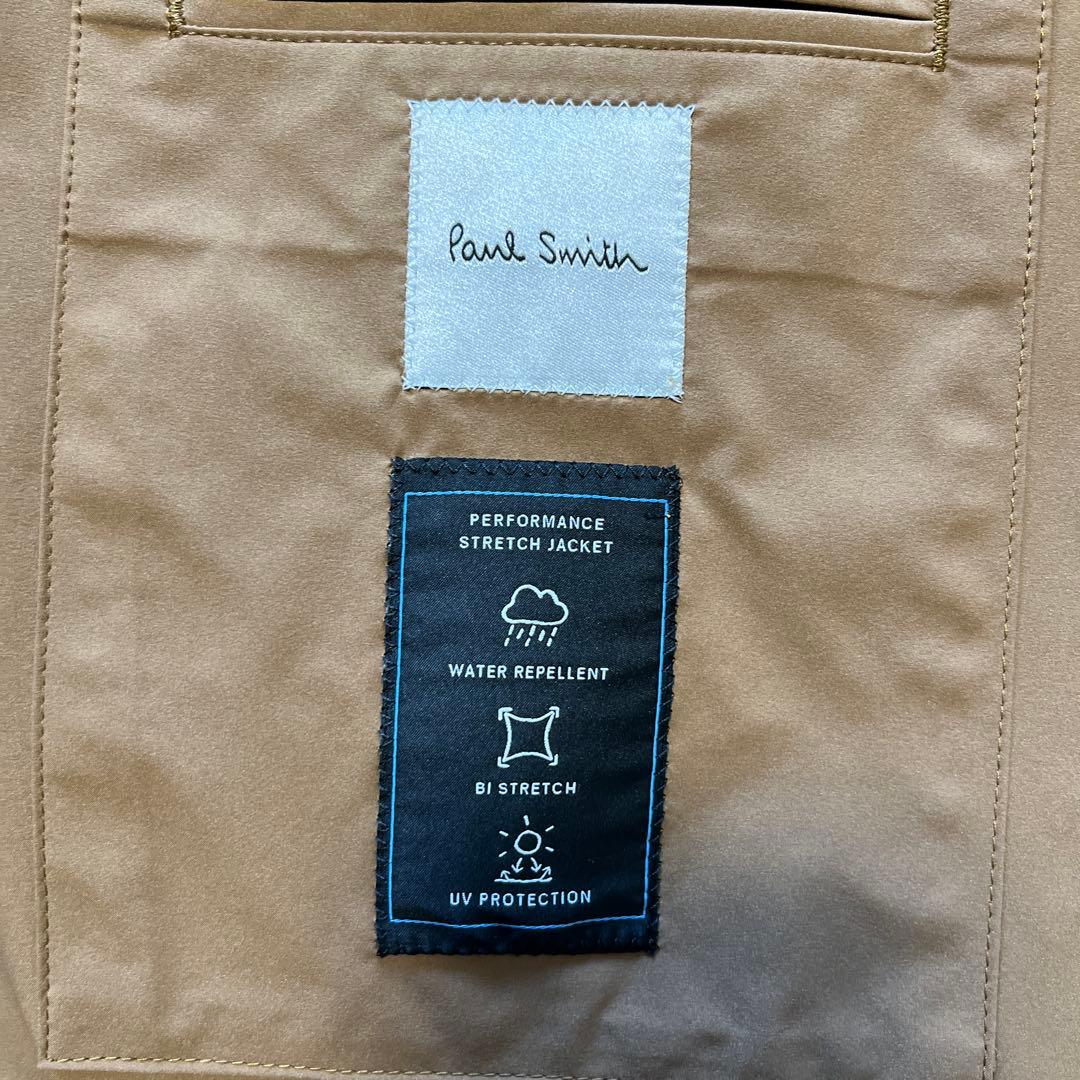 Paul Smith
PERFORMANCE
STRETCH JACKET
WATER REPELLENT
BI STRETCH
UV PROTECTION